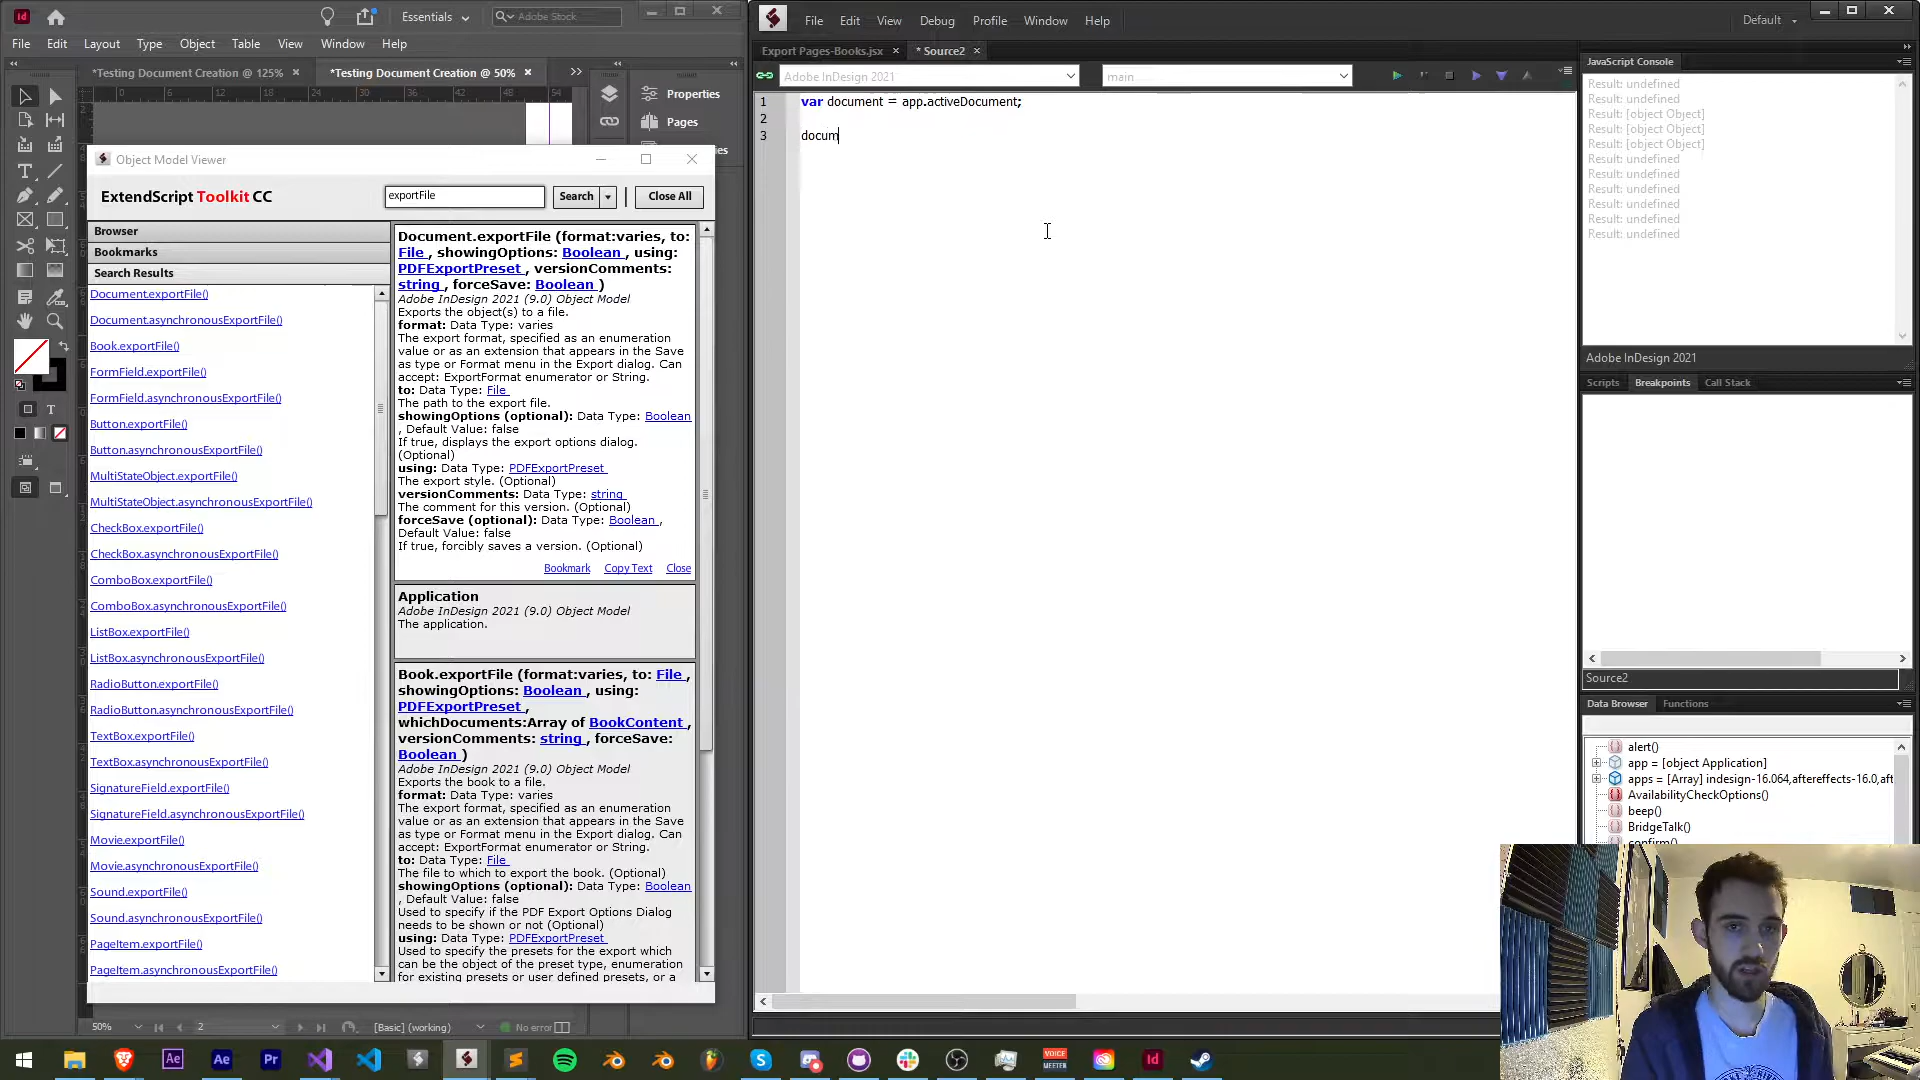 Essentials
Adobe Stock
File Edit Layout Type Object Table View Window Help
*Testing Document Creation @ 125% ×
*Testing Document Creation @ 50% ×
0 6 12 18 24 30 36 42 48 54
Properties
Pages
Object Model Viewer
ExtendScript Toolkit CC
exportFile
Search
Close All
Browser
Bookmarks
Search Results
Document.exportFile()
Document.asynchronousExportFile()
Book.exportFile()
FormField.exportFile()
FormField.asynchronousExportFile()
Button.exportFile()
Button.asynchronousExportFile()
MultiStateObject.exportFile()
MultiStateObject.asynchronousExportFile()
CheckBox.exportFile()
CheckBox.asynchronousExportFile()
ComboBox.exportFile()
ComboBox.asynchronousExportFile()
ListBox.exportFile()
ListBox.asynchronousExportFile()
RadioButton.exportFile()
RadioButton.asynchronousExportFile()
TextBox.exportFile()
TextBox.asynchronousExportFile()
SignatureField.exportFile()
SignatureField.asynchronousExportFile()
Movie.exportFile()
Movie.asynchronousExportFile()
Sound.exportFile()
Sound.asynchronousExportFile()
PageItem.exportFile()
PageItem.asynchronousExportFile()
Document.exportFile (format:varies, to:
File , showingOptions: Boolean , using:
PDFExportPreset , versionComments:
string , forceSave: Boolean )
Adobe InDesign 2021 (9.0) Object Model
Exports the object(s) to a file.
format: Data Type: varies
The export format, specified as an enumeration
value or as an extension that appears in the Save
as type or Format menu in the Export dialog. Can
accept: ExportFormat enumerator or String.
to: Data Type: File
The path to the export file.
showingOptions (optional): Data Type: Boolean
, Default Value: false
If true, displays the export options dialog.
(Optional)
using: Data Type: PDFExportPreset
The export style. (Optional)
versionComments: Data Type: string
The comment for this version. (Optional)
forceSave (optional): Data Type: Boolean ,
Default Value: false
If true, forcibly saves a version. (Optional)
Bookmark Copy Text Close
Application
Adobe InDesign 2021 (9.0) Object Model
The application.
Book.exportFile (format:varies, to: File ,
showingOptions: Boolean , using:
PDFExportPreset ,
whichDocuments:Array of BookContent ,
versionComments: string , forceSave:
Boolean )
Adobe InDesign 2021 (9.0) Object Model
Exports the book to a file.
format: Data Type: varies
The export format, specified as an enumeration
value or as an extension that appears in the Save
as type or Format menu in the Export dialog. Can
accept: ExportFormat enumerator or String.
to: Data Type: File
The file to which to export the book. (Optional)
showingOptions (optional): Data Type: Boolean
, Default Value: false
Used to specify if the PDF Export Options Dialog
needs to be shown or not (Optional)
using: Data Type: PDFExportPreset
Used to specify the presets for the export which
can be the object of the preset type, enumeration
for existing presets or user defined presets, or a
50% 2 [Basic] (working) No error
File Edit View Debug Profile Window Help
Default
Export Pages-Books.jsx ×
* Source2 ×
Adobe InDesign 2021
main
1 var document = app.activeDocument;
2
3 docum
JavaScript Console
Result: undefined
Result: undefined
Result: [object Object]
Result: [object Object]
Result: [object Object]
Result: undefined
Result: undefined
Result: undefined
Result: undefined
Result: undefined
Result: undefined
Adobe InDesign 2021
Scripts Breakpoints Call Stack
Source2
Data Browser Functions
alert()
app = [object Application]
apps = [Array] indesign-16.064,aftereffects-16.0,aft
AvailabilityCheckOptions()
beep()
BridgeTalk()
confirm()
Ae Ae Pr
VOICE
MEETER
Id